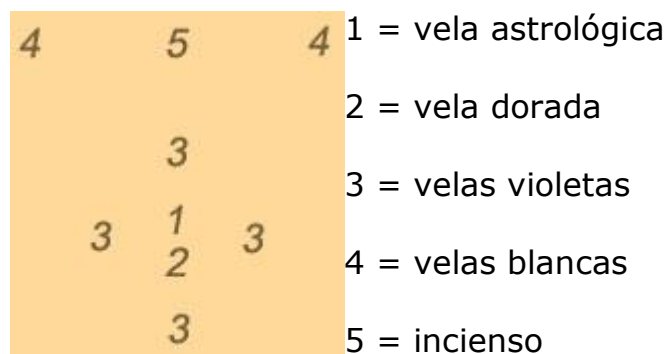 4 5 4
3
3 1 3
2
3
1 = vela astrológica
2 = vela dorada
3 = velas violetas
4 = velas blancas
5 = incienso